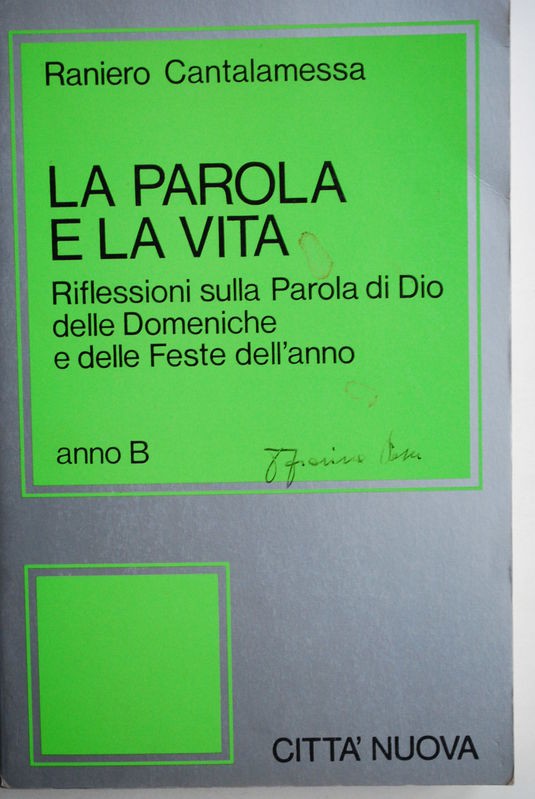 Raniero Cantalamessa
LA PAROLA
E LA VITA
Riflessioni sulla Parola di Dio
delle Domeniche
e delle Feste dell'anno
anno B
CITTA' NUOVA